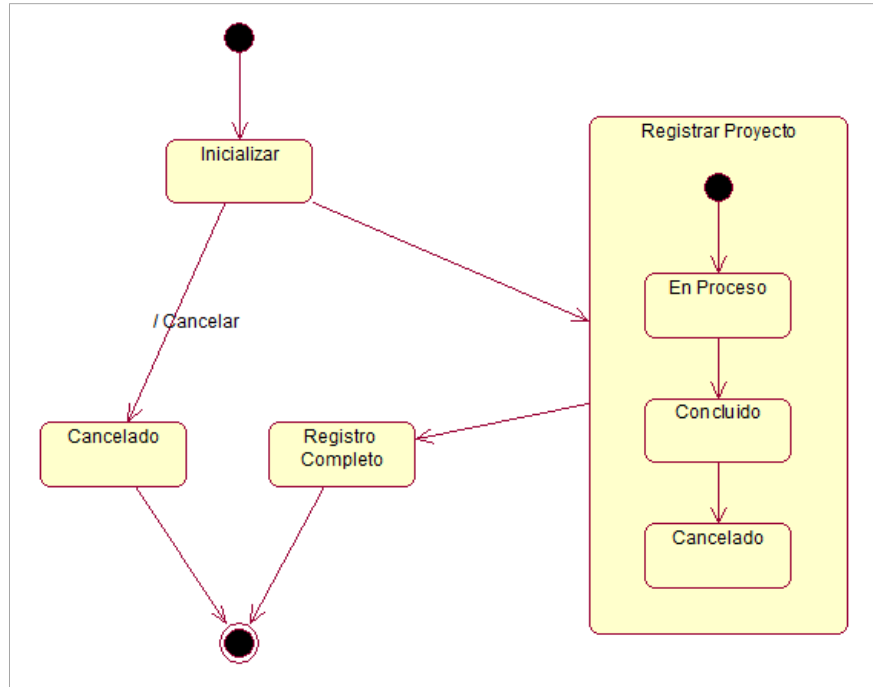 Inicializar
Registrar Proyecto
En Proceso
/ Cancelar
Concluido
Cancelado
Registro
Completo
Cancelado